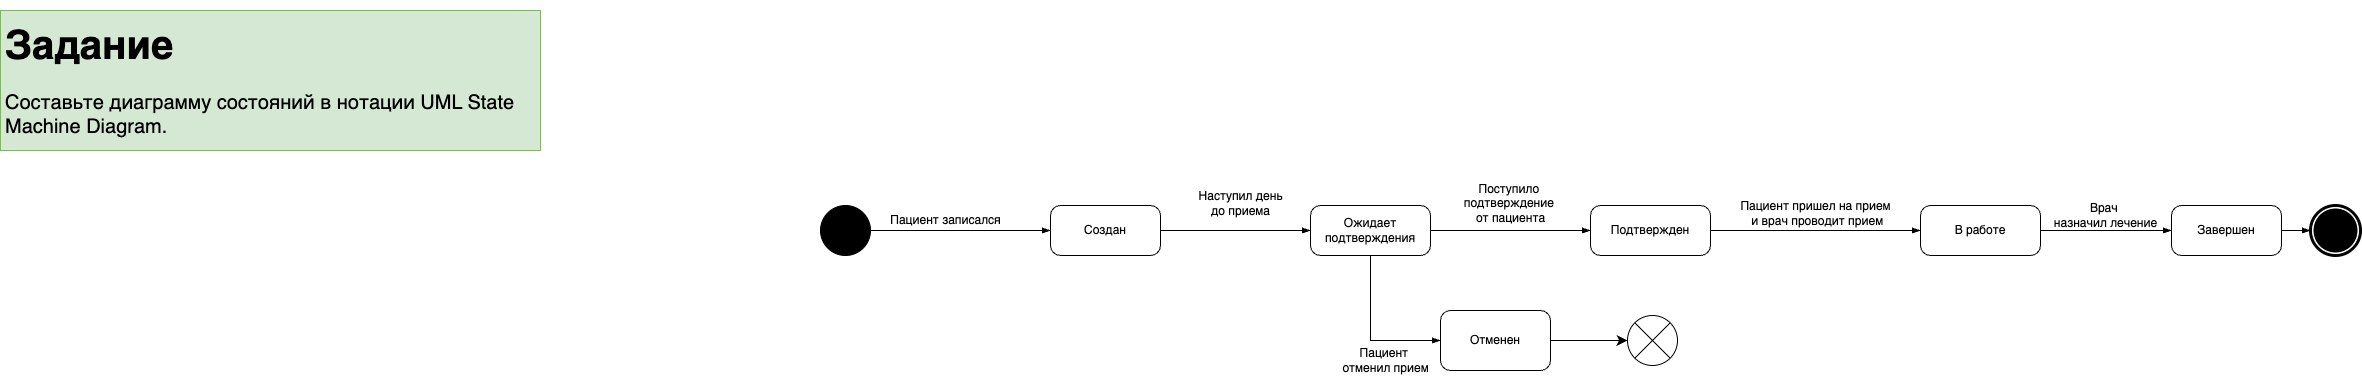 Задание
Составьте диаграмму состояний в нотации UML State
Machine Diagram.
Пациент записался
Создан
Наступил день
до приема
Ожидает
подтверждения
Поступило
подтверждение
от пациента
Подтвержден
Пациент пришел на прием
и врач проводит прием
В работе
Врач
назначил лечение
Завершен
Пациент
отменил прием
Отменен